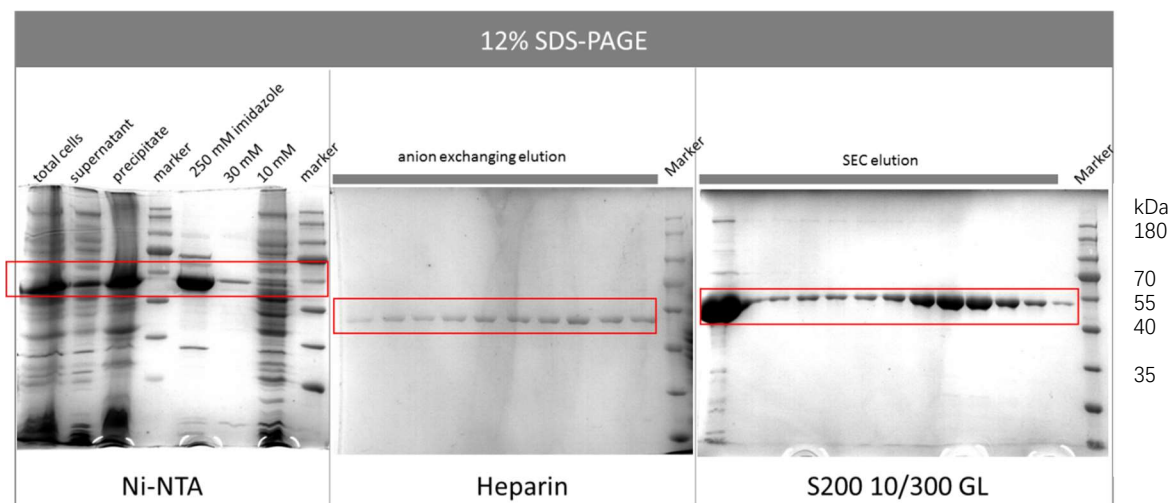 12% SDS-PAGE
total cells
supernatant
precipitate
marker
250 mM imidazole
30 mM
10 mM
marker
anion exchanging elution
Marker
SEC elution
Marker
kDa
180
70
55
40
35
Ni-NTA
Heparin
S200 10/300 GL